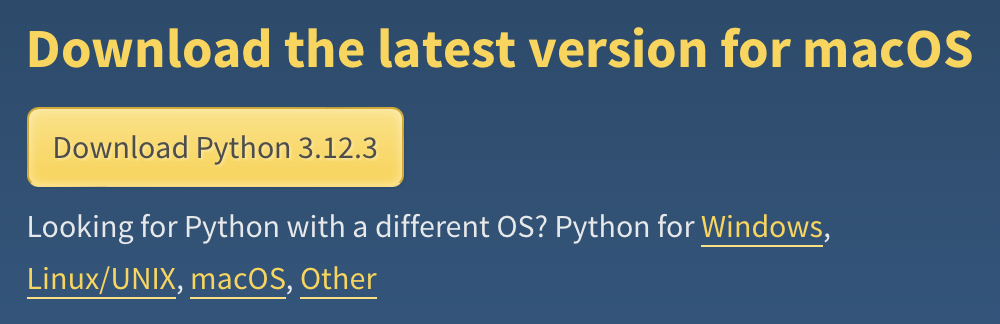 Download the latest version for macOS
Download Python 3.12.3
Looking for Python with a different OS? Python for Windows,
Linux/UNIX, macOS, Other